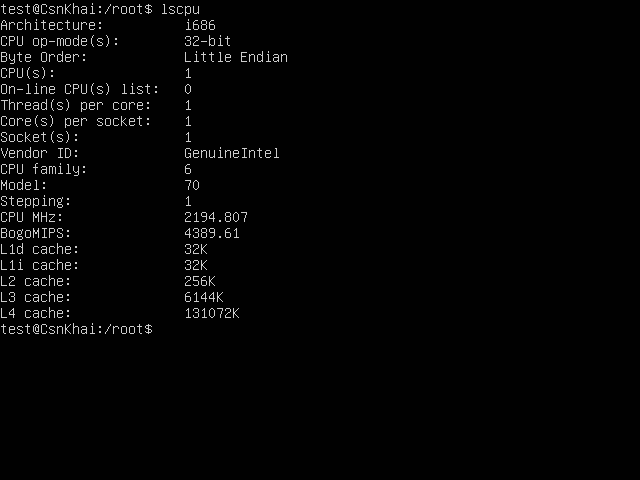 test@CsnKhai:/root$ lscpu
Architecture:          i686
CPU op-mode(s):        32-bit
Byte Order:            Little Endian
CPU(s):                1
On-line CPU(s) list:   0
Thread(s) per core:    1
Core(s) per socket:    1
Socket(s):             1
Vendor ID:             GenuineIntel
CPU family:            6
Model:                 70
Stepping:              1
CPU MHz:               2194.807
BogoMIPS:              4389.61
L1d cache:             32K
L1i cache:             32K
L2 cache:              256K
L3 cache:              6144K
L4 cache:              131072K
test@CsnKhai:/root$